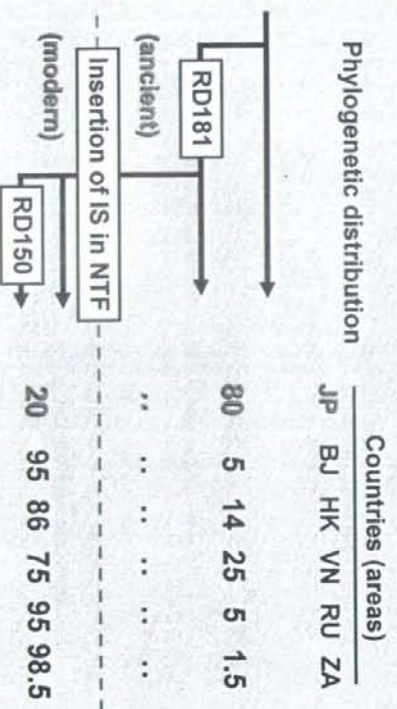 Phylogenetic distribution
Countries (areas)
JP BJ HK VN RU ZA
RD181
80 5 14 25 5 1.5
(ancient)
Insertion of IS in NTF
,, .. .. .. .. ..
(modern)
20 95 86 75 95 98.5
RD150